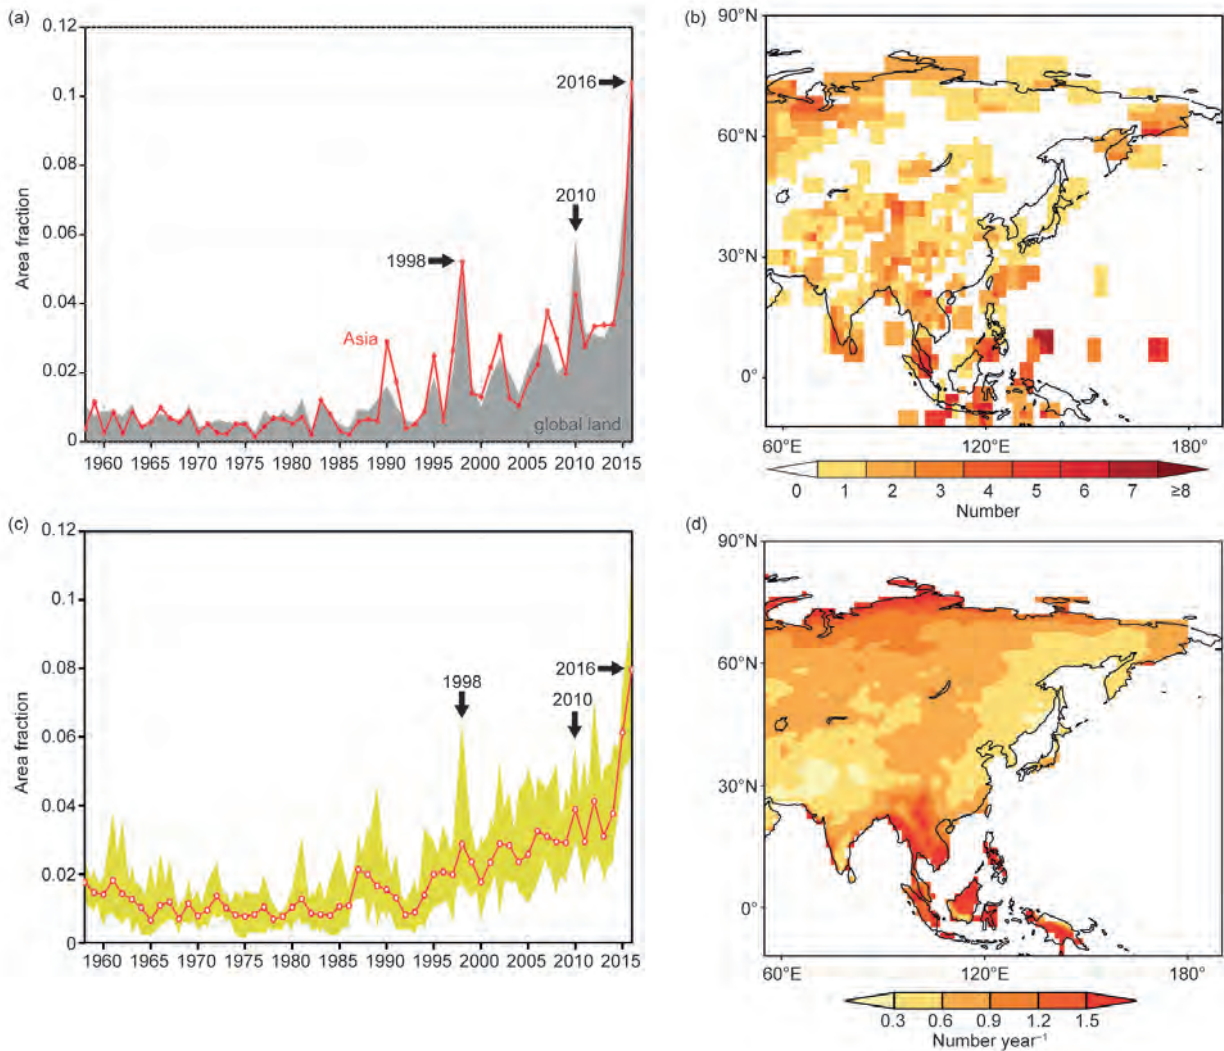 (a)
0.12
0.1
0.08
0.06
0.04
0.02
0
Area fraction
2016
2010
1998
Asia
global land
1960 1965 1970 1975 1980 1985 1990 1995 2000 2005 2010 2015
(b)
90°N
60°N
30°N
0°
60°E 120°E 180°
0 1 2 3 4 5 6 7 ≥8
Number
(c)
0.12
0.1
0.08
0.06
0.04
0.02
0
Area fraction
2016
1998
2010
1960 1965 1970 1975 1980 1985 1990 1995 2000 2005 2010 2015
(d)
90°N
60°N
30°N
0°
60°E 120°E 180°
0.3 0.6 0.9 1.2 1.5
Number year⁻¹